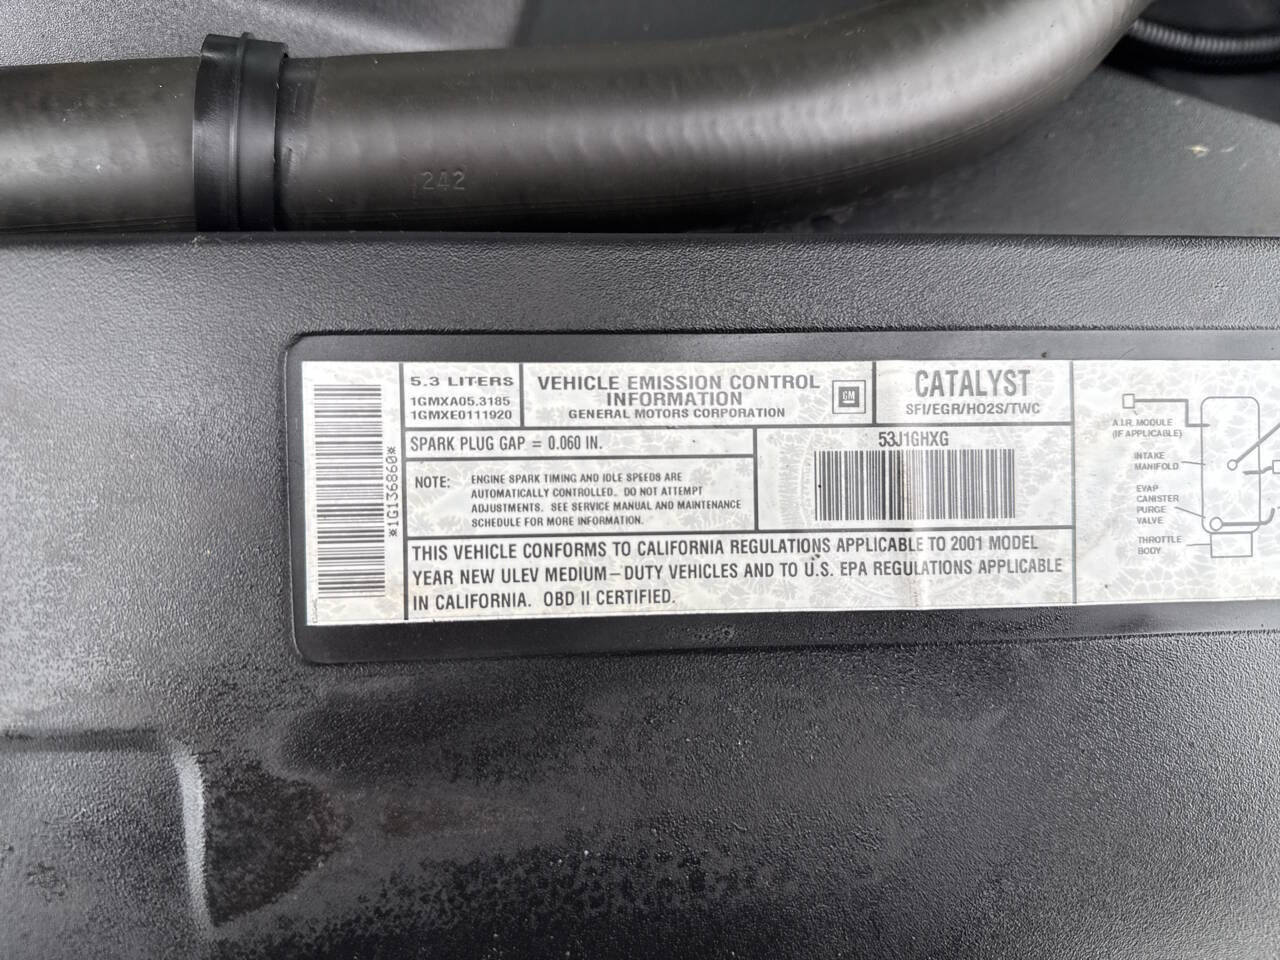 242
*1G136860*
5.3 LITERS
1GMXA05.3185
1GMXE0111920
VEHICLE EMISSION CONTROL
INFORMATION
GENERAL MOTORS CORPORATION
GM
CATALYST
SFI/EGR/HO2S/TWC
SPARK PLUG GAP = 0.060 IN.
NOTE: ENGINE SPARK TIMING AND IDLE SPEEDS ARE
AUTOMATICALLY CONTROLLED. DO NOT ATTEMPT
ADJUSTMENTS. SEE SERVICE MANUAL AND MAINTENANCE
SCHEDULE FOR MORE INFORMATION.
53J1GHXG
THIS VEHICLE CONFORMS TO CALIFORNIA REGULATIONS APPLICABLE TO 2001 MODEL
YEAR NEW ULEV MEDIUM-DUTY VEHICLES AND TO U.S. EPA REGULATIONS APPLICABLE
IN CALIFORNIA. OBD II CERTIFIED.
A.I.R. MODULE
(IF APPLICABLE)
INTAKE
MANIFOLD
EVAP
CANISTER
PURGE
VALVE
THROTTLE
BODY